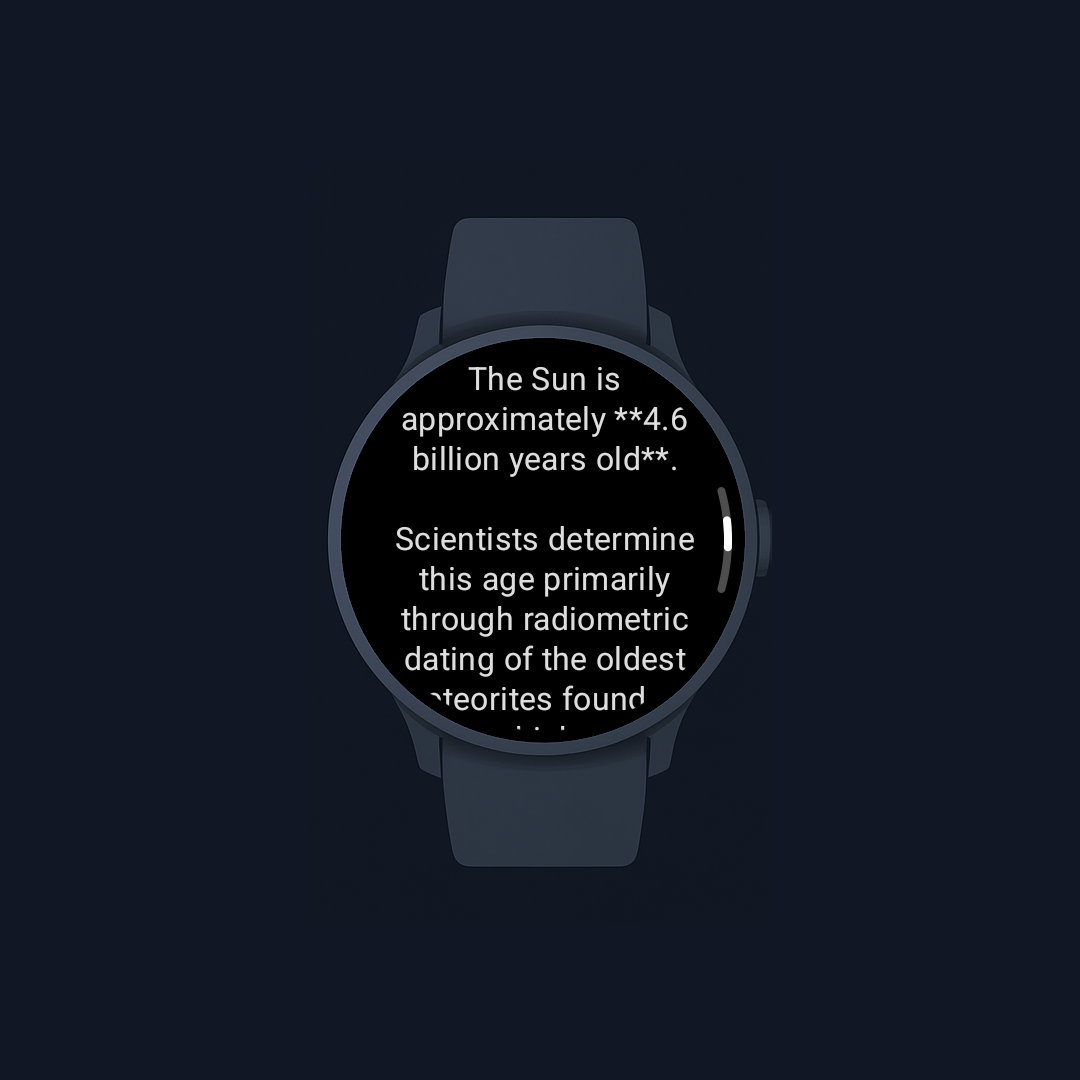 The Sun is
approximately **4.6
billion years old**.
Scientists determine
this age primarily
through radiometric
dating of the oldest
found